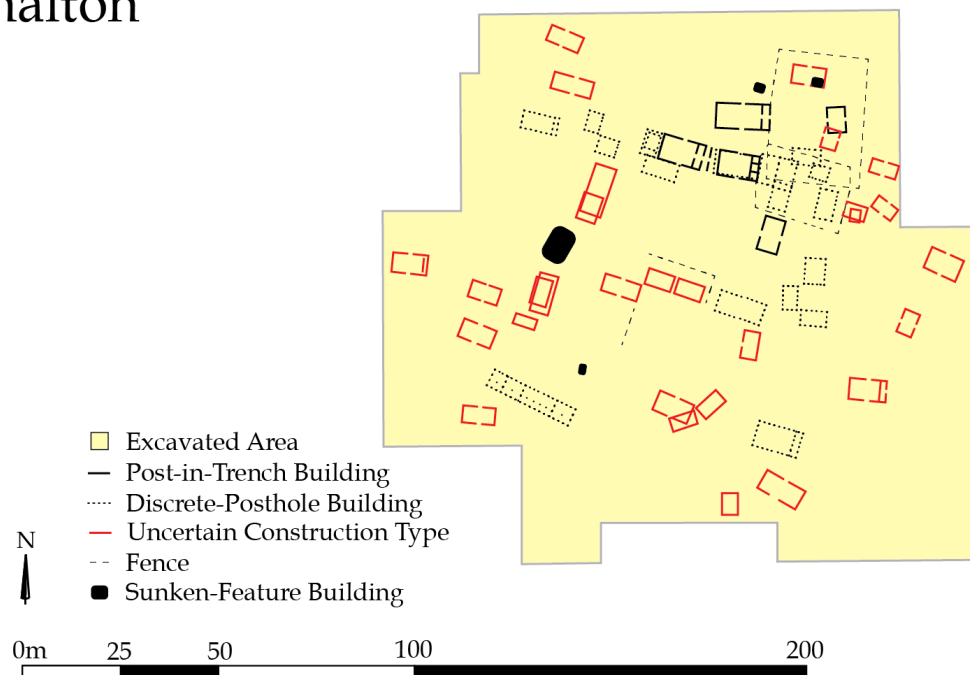 Excavated Area
Post-in-Trench Building
Discrete-Posthole Building
Uncertain Construction Type
N
Fence
Sunken-Feature Building
0m 25 50 100 200